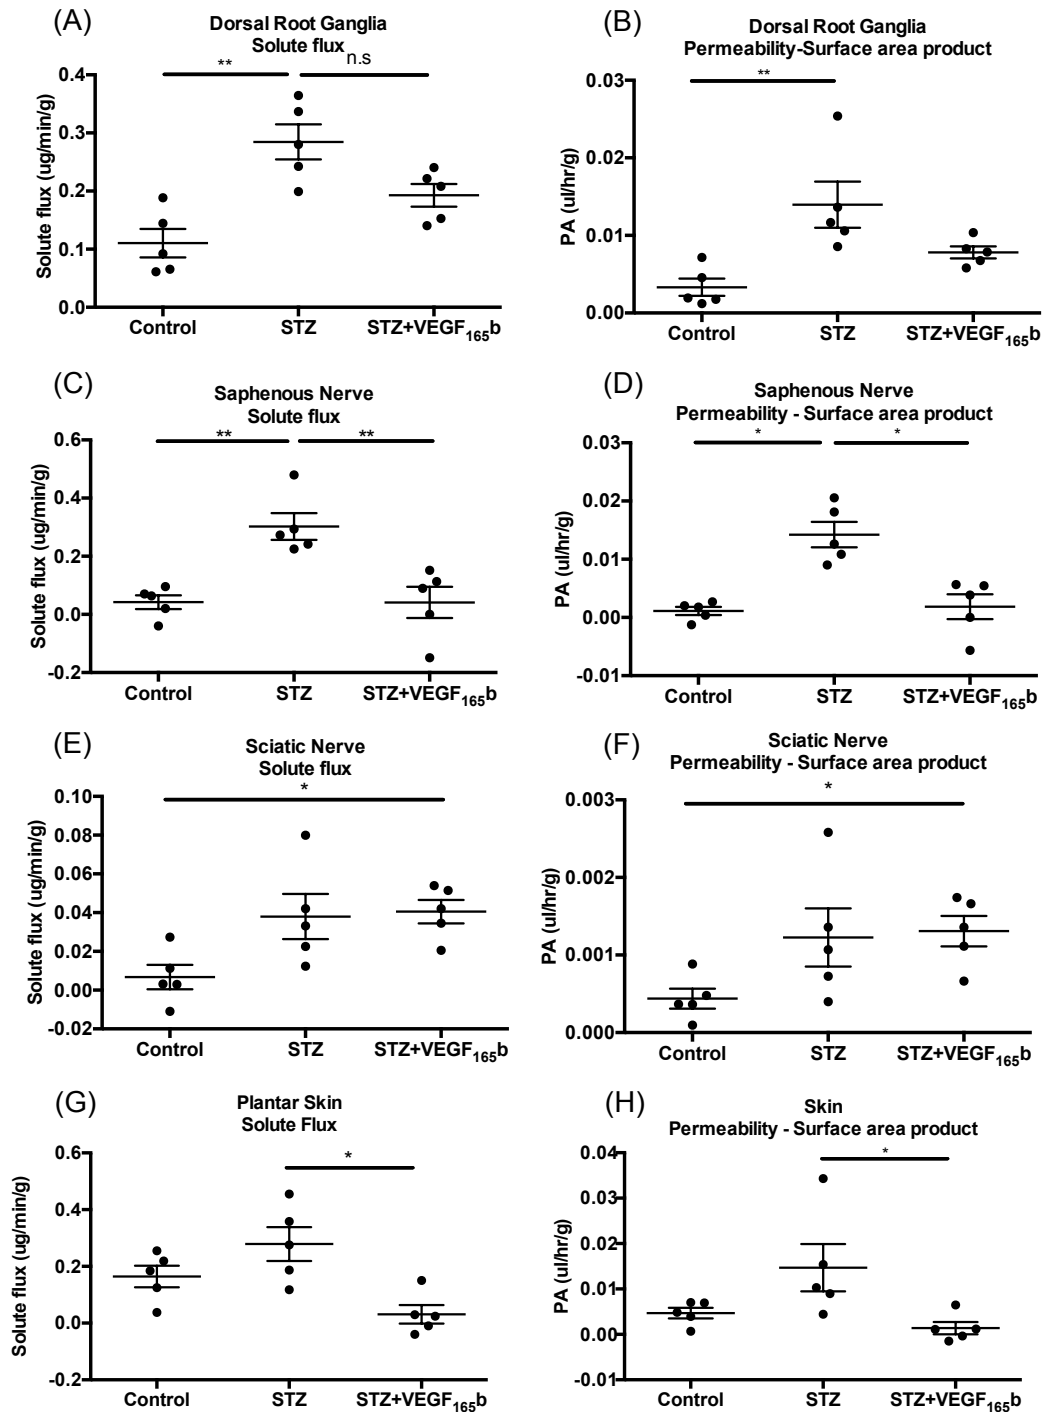 (A)
Dorsal Root Ganglia
Solute flux
**
n.s
Solute flux (ug/min/g)
0.4
0.3
0.2
0.1
0.0
Control STZ STZ+VEGF165b
(B)
Dorsal Root Ganglia
Permeability-Surface area product
**
PA (ul/hr/g)
0.03
0.02
0.01
0.00
Control STZ STZ+VEGF165b
(C)
Saphenous Nerve
Solute flux
** **
Solute flux (ug/min/g)
0.6
0.4
0.2
0.0
-0.2
Control STZ STZ+VEGF165b
(D)
Saphenous Nerve
Permeability - Surface area product
* *
PA (ul/hr/g)
0.03
0.02
0.01
0.00
-0.01
Control STZ STZ+VEGF165b
(E)
Sciatic Nerve
Solute flux
*
Solute flux (ug/min/g)
0.10
0.08
0.06
0.04
0.02
0.00
-0.02
Control STZ STZ+VEGF165b
(F)
Sciatic Nerve
Permeability - Surface area product
*
PA (ul/hr/g)
0.003
0.002
0.001
0.000
Control STZ STZ+VEGF165b
(G)
Plantar Skin
Solute Flux
*
Solute flux (ug/min/g)
0.6
0.4
0.2
0.0
-0.2
Control STZ STZ+VEGF165b
(H)
Skin
Permeability - Surface area product
*
PA (ul/hr/g)
0.04
0.03
0.02
0.01
0.00
-0.01
Control STZ STZ+VEGF165b